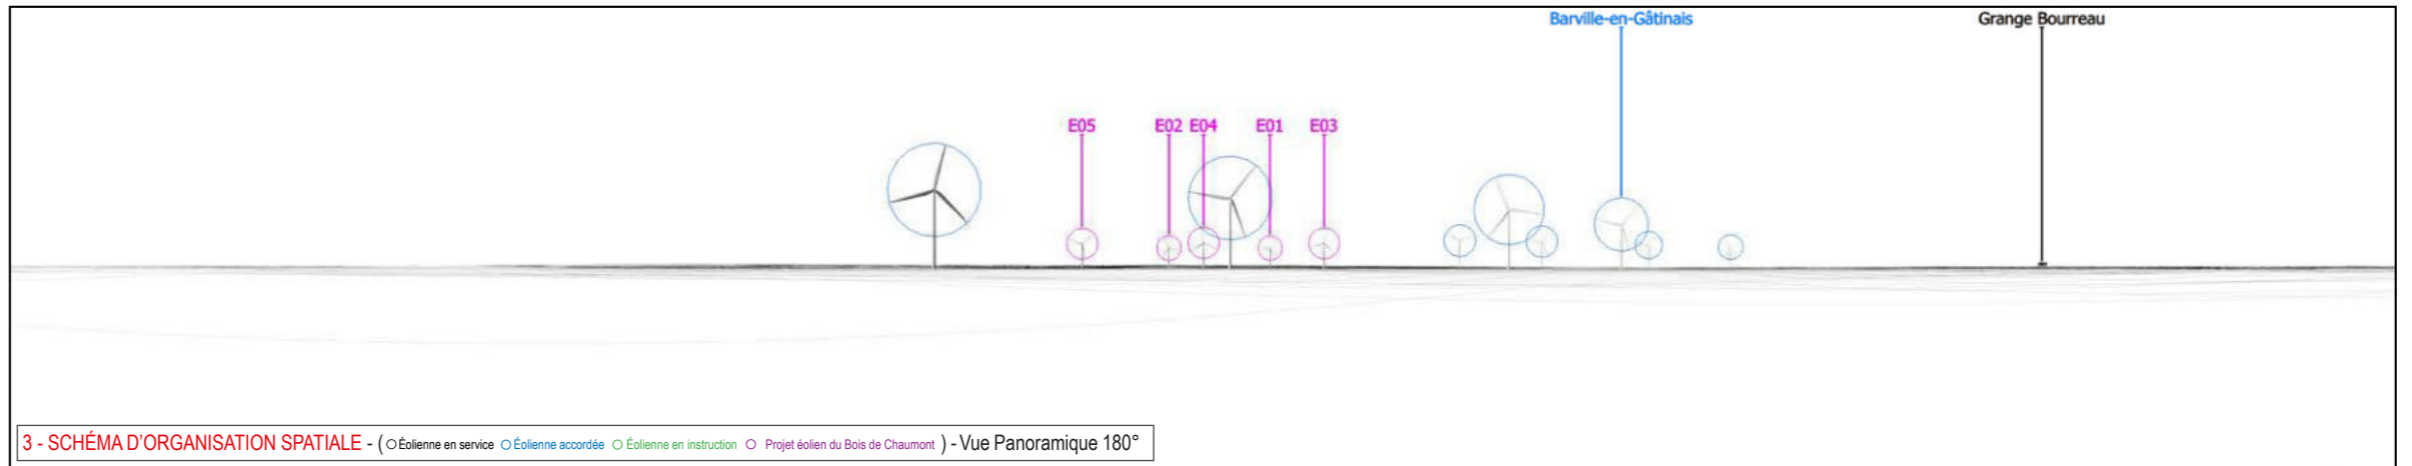 Barville-en-Gâtinais Grange Bourreau
E05 E02 E04 E01 E03
3 - SCHÉMA D'ORGANISATION SPATIALE - ( Éolienne en service Éolienne accordée Éolienne en instruction Projet éolien du Bois de Chaumont ) - Vue Panoramique 180°